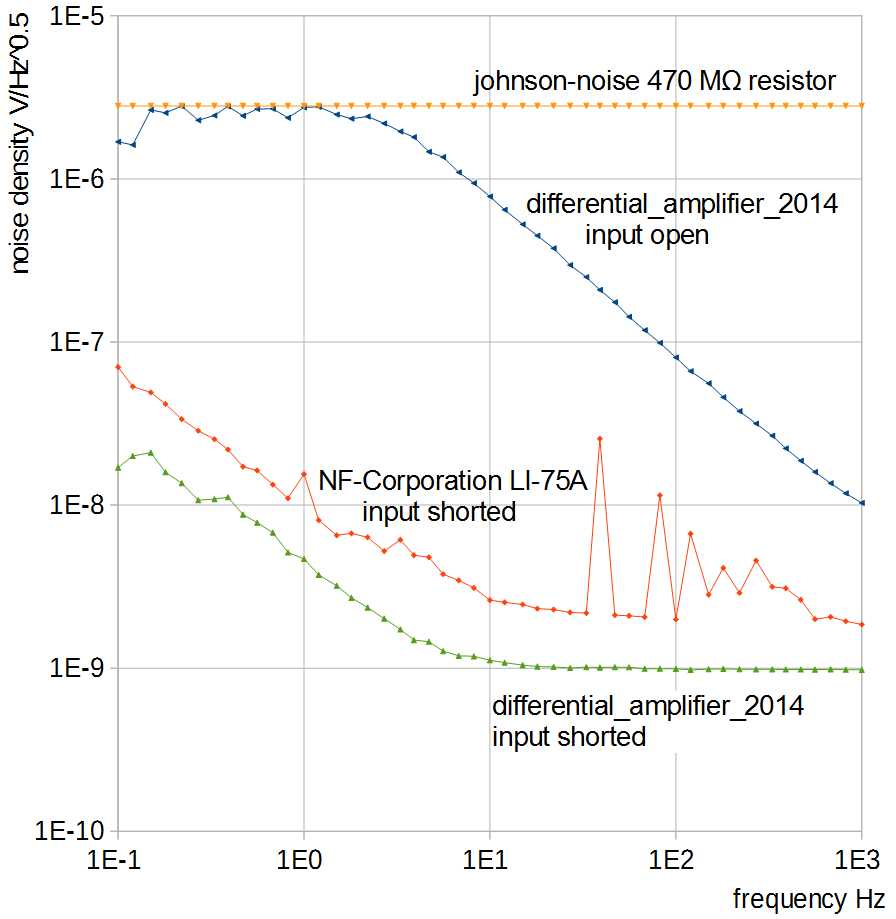 1E-5
noise density V/Hz^0.5
johnson-noise 470 MΩ resistor
1E-6
differential_amplifier_2014
input open
1E-7
NF-Corporation LI-75A
input shorted
1E-8
1E-9
differential_amplifier_2014
input shorted
1E-10
1E-1 1E0 1E1 1E2 1E3
frequency Hz